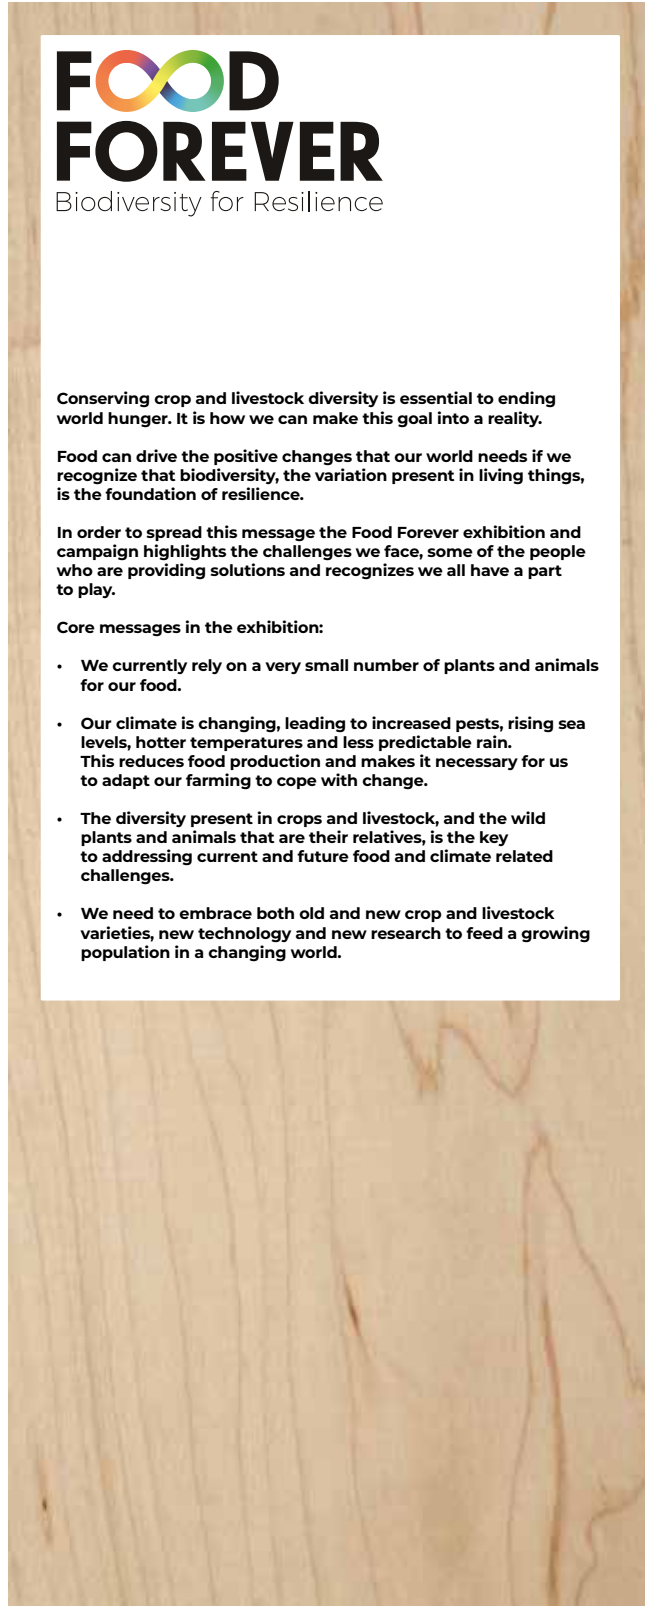 FOOD
FOREVER
Biodiversity for Resilience
Conserving crop and livestock diversity is essential to ending
world hunger. It is how we can make this goal into a reality.
Food can drive the positive changes that our world needs if we
recognize that biodiversity, the variation present in living things,
is the foundation of resilience.
In order to spread this message the Food Forever exhibition and
campaign highlights the challenges we face, some of the people
who are providing solutions and recognizes we all have a part
to play.
Core messages in the exhibition:
• We currently rely on a very small number of plants and animals
for our food.
• Our climate is changing, leading to increased pests, rising sea
levels, hotter temperatures and less predictable rain.
This reduces food production and makes it necessary for us
to adapt our farming to cope with change.
• The diversity present in crops and livestock, and the wild
plants and animals that are their relatives, is the key
to addressing current and future food and climate related
challenges.
• We need to embrace both old and new crop and livestock
varieties, new technology and new research to feed a growing
population in a changing world.